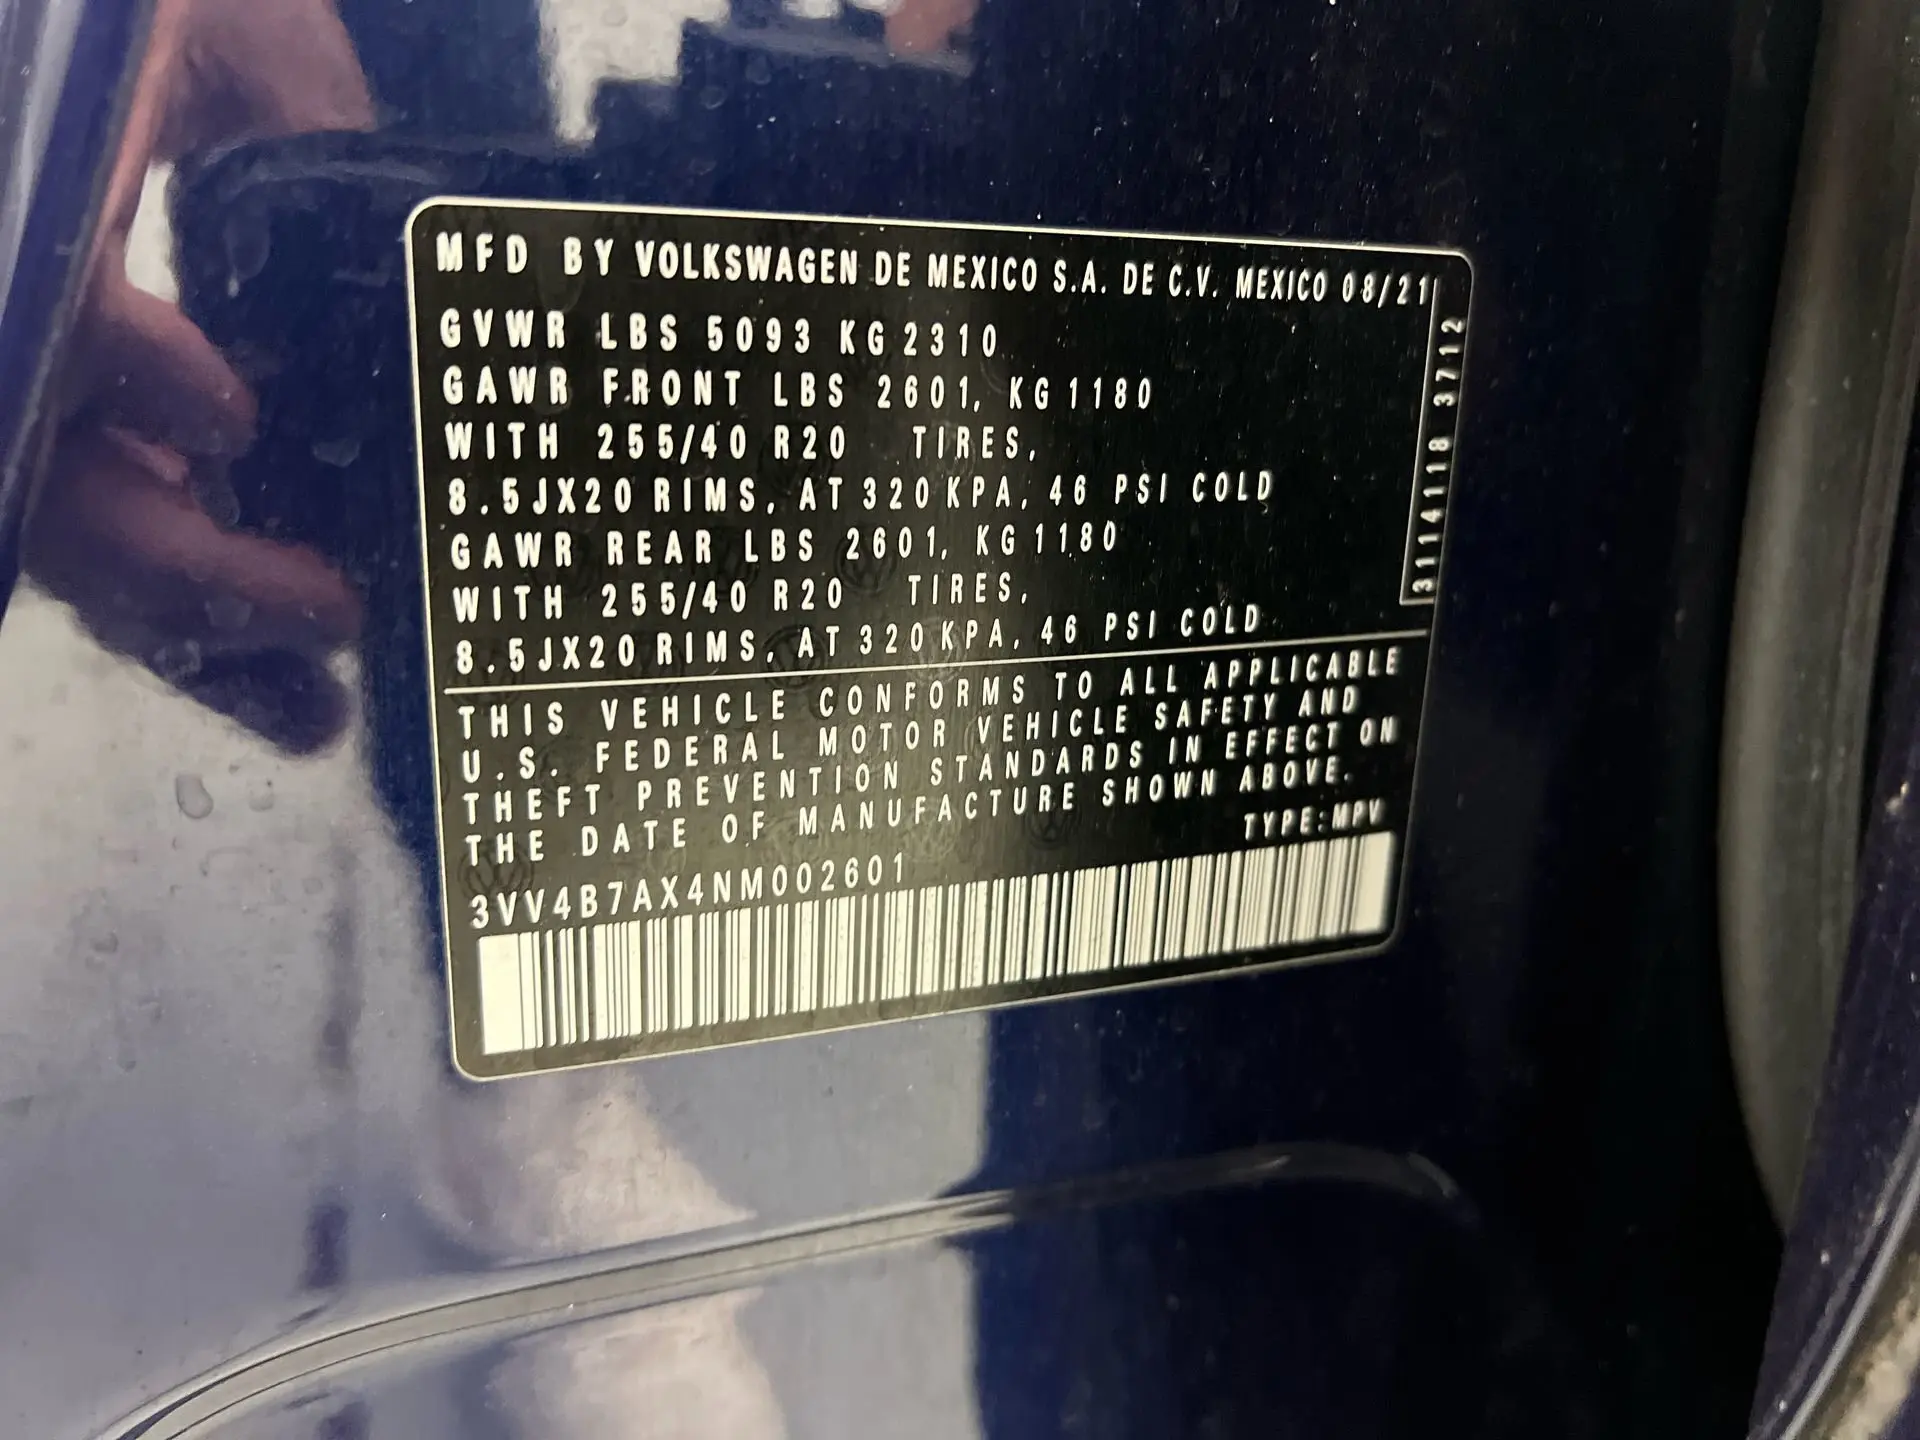 MFD BY VOLKSWAGEN DE MEXICO S.A. DE C.V. MEXICO 08/21
GVWR LBS 5093 KG 2310
GAWR FRONT LBS 2601, KG 1180
WITH 255/40 R20 TIRES,
8.5JX20 RIMS, AT 320 KPA, 46 PSI COLD
GAWR REAR LBS 2601, KG 1180
WITH 255/40 R20 TIRES,
8.5JX20 RIMS, AT 320 KPA, 46 PSI COLD
3114118 3712
THIS VEHICLE CONFORMS TO ALL APPLICABLE
U.S. FEDERAL MOTOR VEHICLE SAFETY AND
THEFT PREVENTION STANDARDS IN EFFECT ON
THE DATE OF MANUFACTURE SHOWN ABOVE.
TYPE:MPV
3VV4B7AX4NM002601